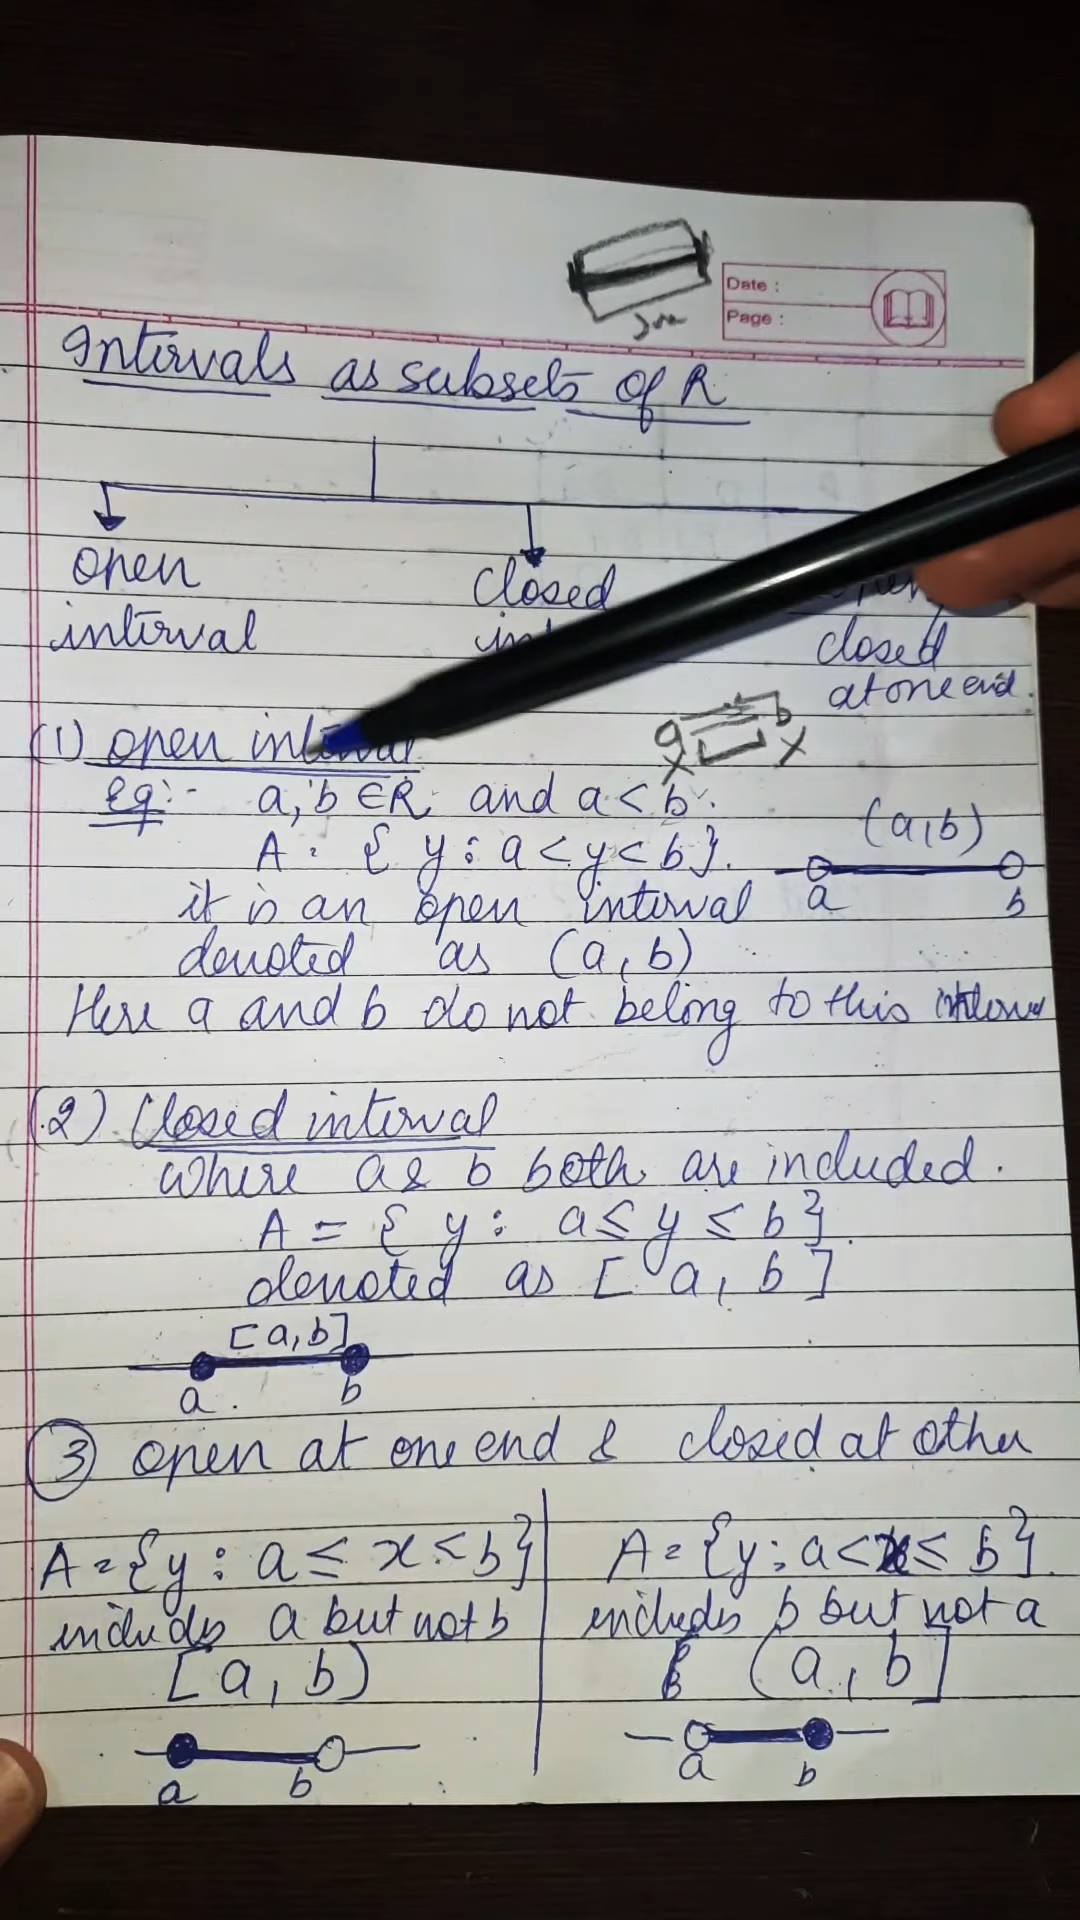 Date :
Page :
Intervals as subsets of R
open
interval
closed
closed
at one end.
(1) open interval
Eg:- a, b ∈ R and a < b.
A = { y : a < y < b }.
(a, b)
a b
it is an open interval
denoted as (a, b)
Here a and b do not belong to this interval
(2) Closed interval
where a & b both are included.
A = { y : a ≤ y ≤ b }.
denoted as [ a, b ]
[a, b]
a b
(3) open at one end & closed at other
A = {y : a ≤ x < b}
includes a but not b
[a, b)
a b
A = {y : a < x ≤ b}.
includes b but not a
(a, b]
a b